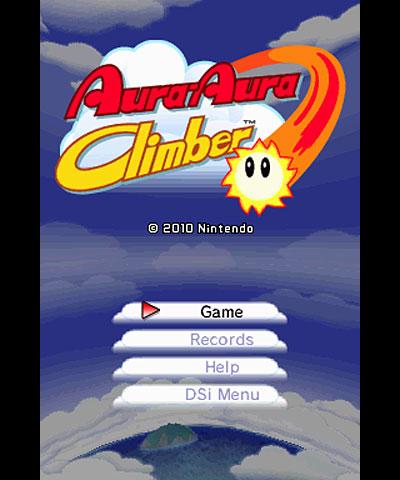 Aura-Aura
Climber™
© 2010 Nintendo
Game
Records
Help
DSi Menu